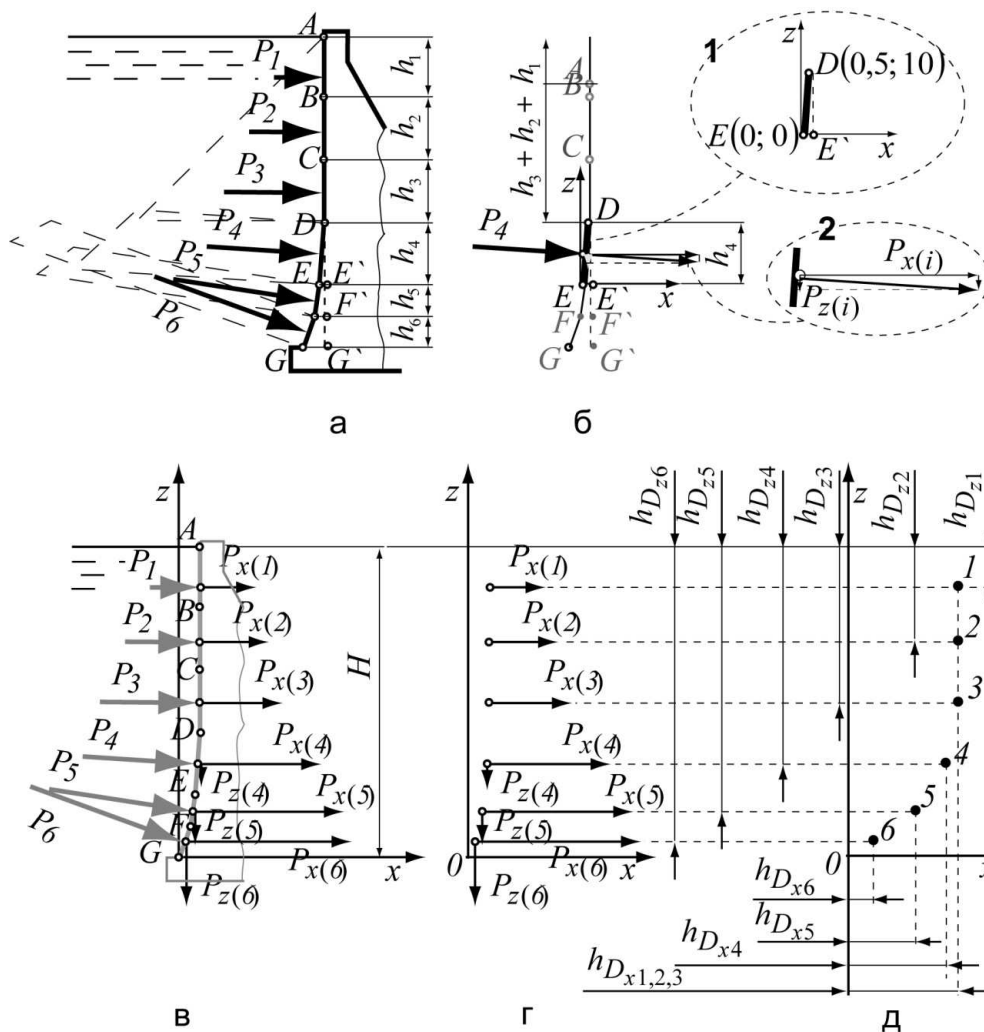 A
P1
B
P2
C
P3
D
P4
P5
E E`
F`
P6
G G`
h1
h2
h3
h4
h5
h6
а
h3 + h2 + h1
A
B
C
z
D
P4
h4
E E`
x
F F`
G G`
1
z
D(0,5; 10)
E(0; 0) E`
x
2
Px(i)
Pz(i)
б
z
A
P1 Px(1)
B
P2 Px(2)
C
P3 Px(3)
D
P4 Px(4)
E
P5 Pz(4) Px(5)
P6 F Pz(5)
G Px(6) x
Pz(6)
H
в
z
Px(1)
Px(2)
Px(3)
Px(4)
Pz(4) Px(5)
Pz(5)
0 Px(6) x
Pz(6)
г
hDz6
hDz5
hDz4
hDz3
z
hDz2
hDz1
1
2
3
4
5
6
0
hDx6
hDx5
hDx4
hDx1,2,3
д